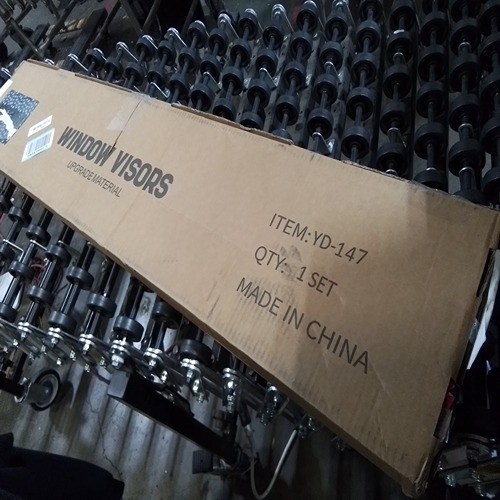 WINDOW VISORS
UPGRADE MATERIAL
ITEM:YD-147
QTY: 1 SET
MADE IN CHINA